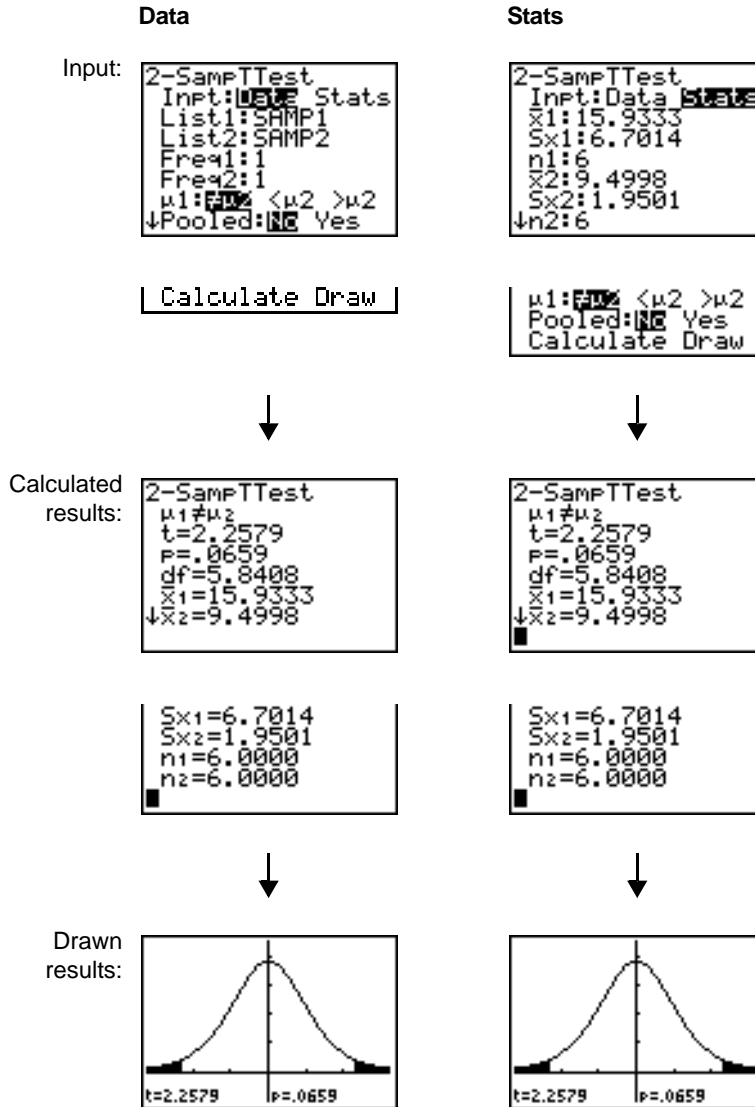 Data
Stats
Input:
2-SampTTest
Inpt:Data Stats
List1:SAMP1
List2:SAMP2
Freq1:1
Freq2:1
μ1:≠μ2 <μ2 >μ2
↓Pooled:No Yes
Calculate Draw
2-SampTTest
Inpt:Data Stats
x̄1:15.9333
Sx1:6.7014
n1:6
x̄2:9.4998
Sx2:1.9501
↓n2:6
μ1:≠μ2 <μ2 >μ2
Pooled:No Yes
Calculate Draw
Calculated
results:
2-SampTTest
μ1≠μ2
t=2.2579
p=.0659
df=5.8408
x̄1=15.9333
↓x̄2=9.4998
Sx1=6.7014
Sx2=1.9501
n1=6.0000
n2=6.0000
2-SampTTest
μ1≠μ2
t=2.2579
p=.0659
df=5.8408
x̄1=15.9333
↓x̄2=9.4998
Sx1=6.7014
Sx2=1.9501
n1=6.0000
n2=6.0000
Drawn
results:
t=2.2579 p=.0659
t=2.2579 p=.0659